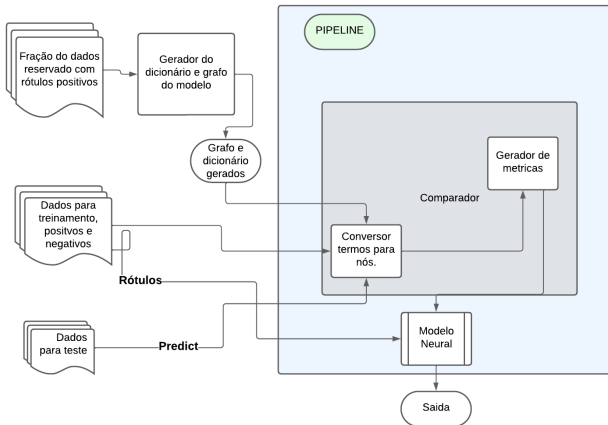 PIPELINE
Fração do dados
reservado com
rótulos positivos
Gerador do
dicionário e grafo
do modelo
Grafo e
dicionário
gerados
Gerador de
metricas
Comparador
Dados para
treinamento,
positvos e
negativos
Conversor
termos para
nós.
Rótulos
Dados
para teste
Predict
Modelo
Neural
Saida